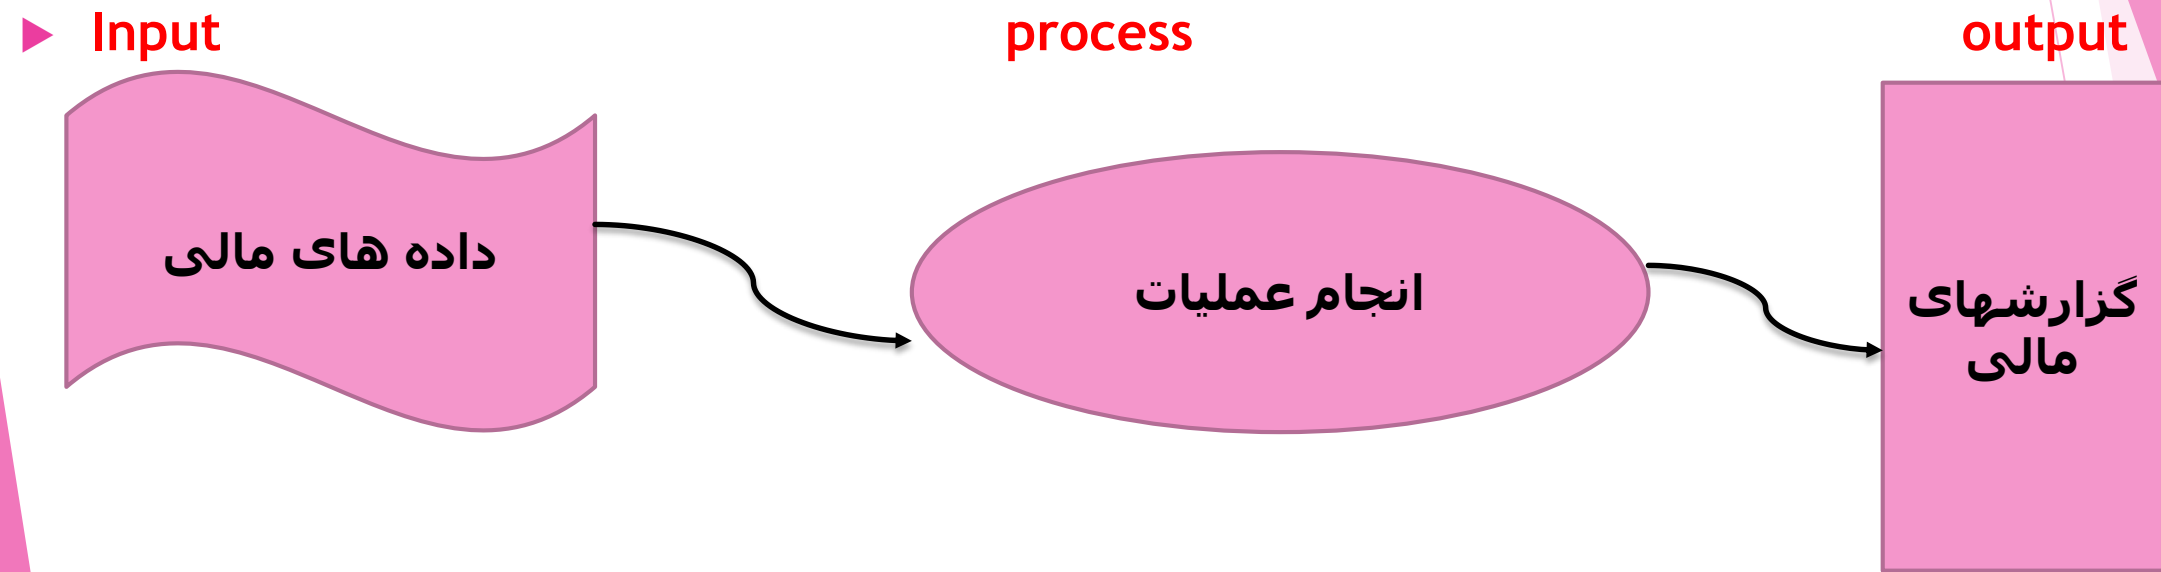 Input process output
داده های مالی
انجام عملیات
گزارشهای
مالی